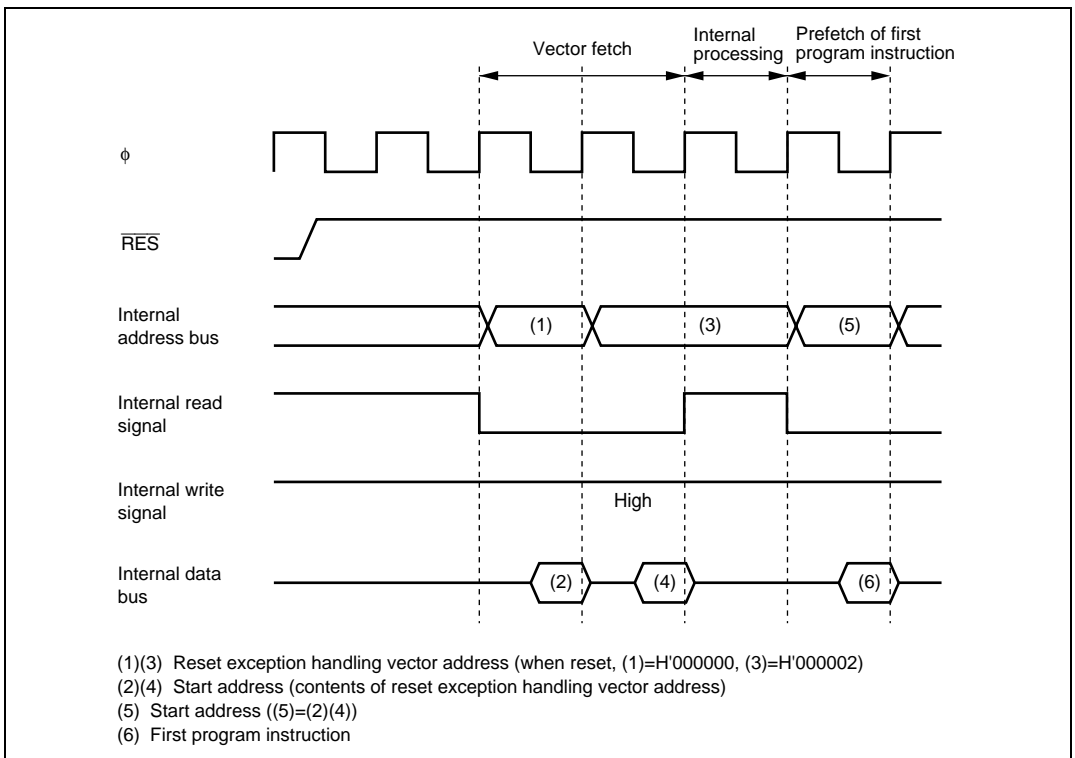 Vector fetch
Internal
processing
Prefetch of first
program instruction
ϕ
RES
Internal
address bus
(1)
(3)
(5)
Internal read
signal
Internal write
signal
High
Internal data
bus
(2)
(4)
(6)
(1)(3) Reset exception handling vector address (when reset, (1)=H'000000, (3)=H'000002)
(2)(4) Start address (contents of reset exception handling vector address)
(5) Start address ((5)=(2)(4))
(6) First program instruction